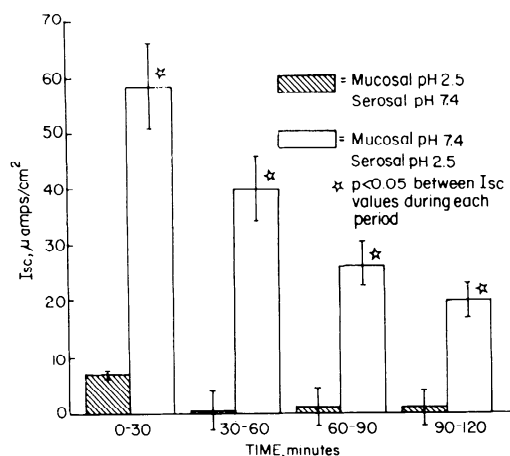 70
60
50
40
30
20
10
0
Isc, μ amps/cm²
= Mucosal pH 2.5
Serosal pH 7.4
= Mucosal pH 7.4
Serosal pH 2.5
☆ p<0.05 between Isc
values during each
period
☆
☆
☆
☆
0-30
30-60
60-90
90-120
TIME, minutes